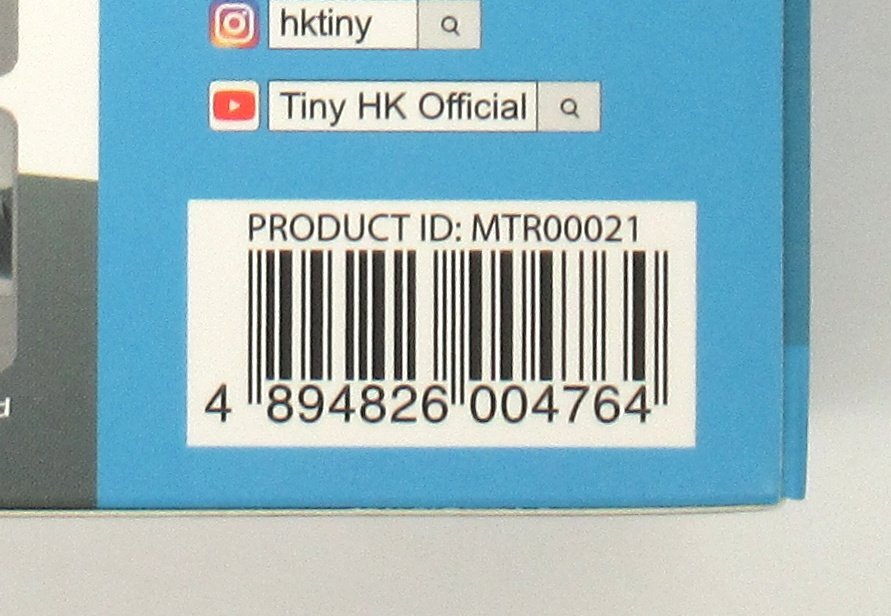 hktiny
Tiny HK Official
PRODUCT ID: MTR00021
4 894826 004764
d